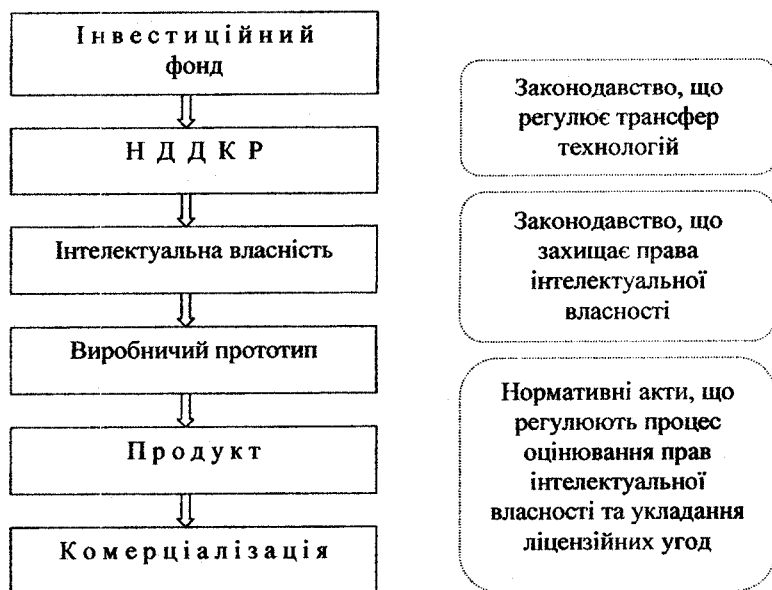 Інвестиційний
фонд
НДДКР
Інтелектуальна власність
Виробничий прототип
Продукт
Комерціалізація
Законодавство, що
регулює трансфер
технологій
Законодавство, що
захищає права
інтелектуальної
власності
Нормативні акти, що
регулюють процес
оцінювання прав
інтелектуальної
власності та укладання
ліцензійних угод